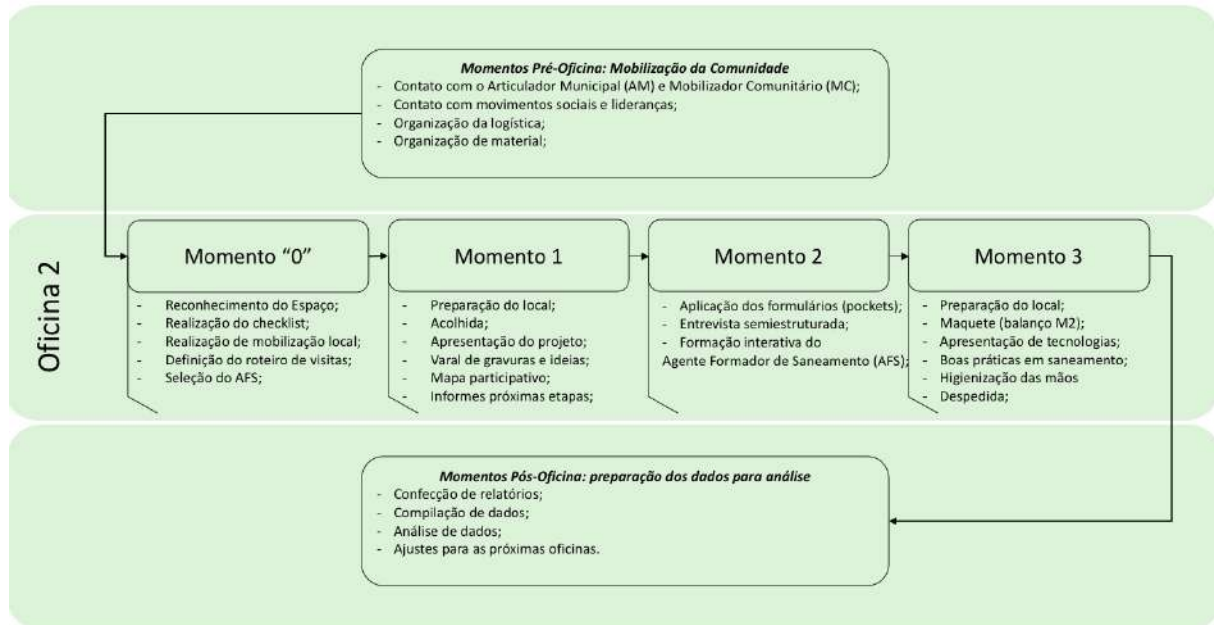 Momentos Pré-Oficina: Mobilização da Comunidade
- Contato com o Articulador Municipal (AM) e Mobilizador Comunitário (MC);
- Contato com movimentos sociais e lideranças;
- Organização da logística;
- Organização de material;
Oficina 2
Momento “0”
- Reconhecimento do Espaço;
- Realização do checklist;
- Realização de mobilização local;
- Definição do roteiro de visitas;
- Seleção do AFS;
Momento 1
- Preparação do local;
- Acolhida;
- Apresentação do projeto;
- Varal de gravuras e ideias;
- Mapa participativo;
- Informes próximas etapas;
Momento 2
- Aplicação dos formulários (pockets);
- Entrevista semiestruturada;
- Formação interativa do
Agente Formador de Saneamento (AFS);
Momento 3
- Preparação do local;
- Maquete (balanço M2);
- Apresentação de tecnologias;
- Boas práticas em saneamento;
- Higienização das mãos
- Despedida;
Momentos Pós-Oficina: preparação dos dados para análise
- Confecção de relatórios;
- Compilação de dados;
- Análise de dados;
- Ajustes para as próximas oficinas.